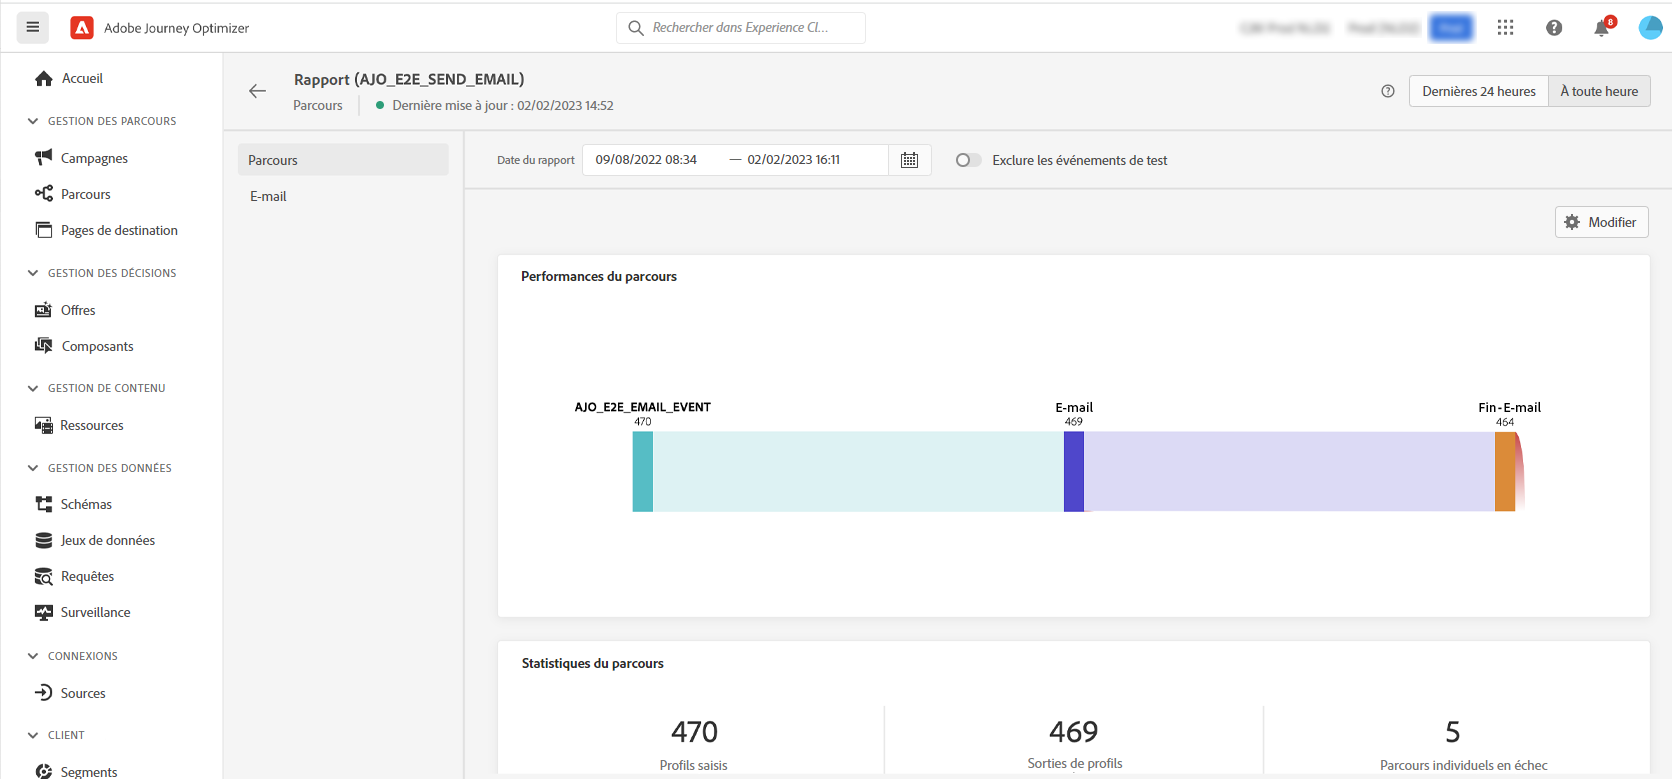 Adobe Journey Optimizer
Rechercher dans Experience Cl...
8
Accueil
GESTION DES PARCOURS
Campagnes
Parcours
Pages de destination
GESTION DES DÉCISIONS
Offres
Composants
GESTION DE CONTENU
Ressources
GESTION DES DONNÉES
Schémas
Jeux de données
Requêtes
Surveillance
CONNEXIONS
Sources
CLIENT
Segments
Rapport (AJO_E2E_SEND_EMAIL)
Parcours
Dernière mise à jour : 02/02/2023 14:52
Dernières 24 heures
À toute heure
Parcours
E-mail
Date du rapport
09/08/2022 08:34 — 02/02/2023 16:11
Exclure les événements de test
Modifier
Performances du parcours
AJO_E2E_EMAIL_EVENT
470
E-mail
469
Fin-E-mail
464
Statistiques du parcours
470
Profils saisis
469
Sorties de profils
5
Parcours individuels en échec